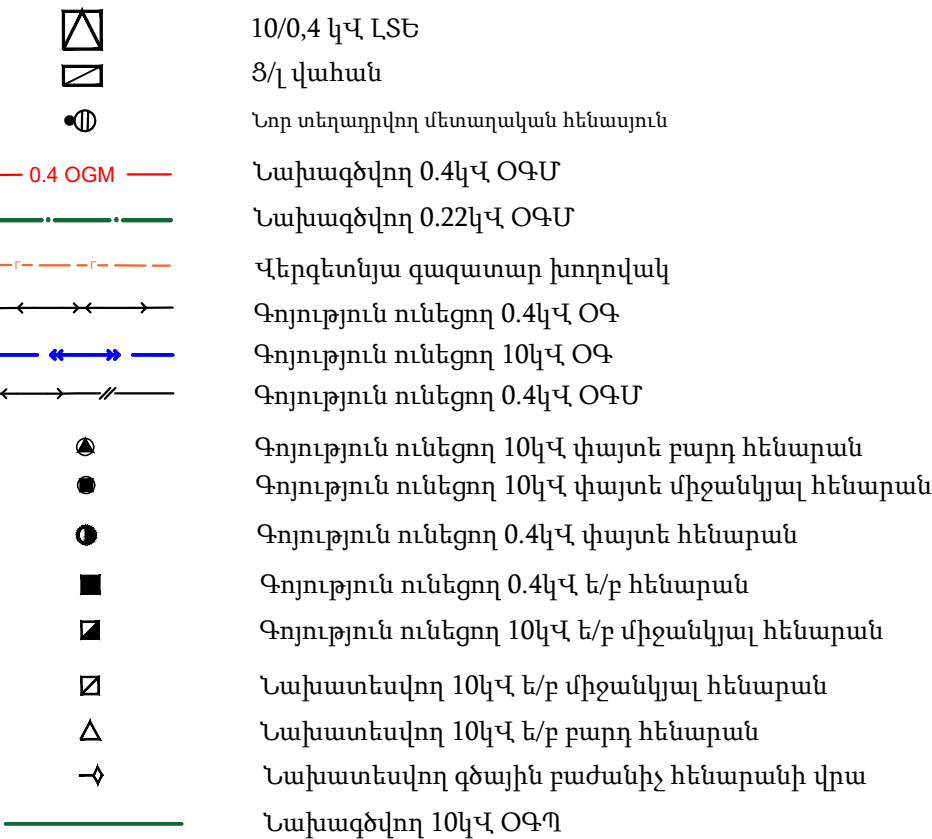 10/0,4 կՎ ԼՏԵ
Ց/լ վահան
Նոր տեղադրվող մետաղական հենասյուն
0.4 OGM Նախագծվող 0.4կՎ ՕԳՄ
Նախագծվող 0.22կՎ ՕԳՄ
г г Վերգետնյա գազատար խողովակ
Գոյություն ունեցող 0.4կՎ ՕԳ
Գոյություն ունեցող 10կՎ ՕԳ
Գոյություն ունեցող 0.4կՎ ՕԳՄ
Գոյություն ունեցող 10կՎ փայտե բարդ հենարան
Գոյություն ունեցող 10կՎ փայտե միջանկյալ հենարան
Գոյություն ունեցող 0.4կՎ փայտե հենարան
Գոյություն ունեցող 0.4կՎ ե/բ հենարան
Գոյություն ունեցող 10կՎ ե/բ միջանկյալ հենարան
Նախատեսվող 10կՎ ե/բ միջանկյալ հենարան
Նախատեսվող 10կՎ ե/բ բարդ հենարան
Նախատեսվող գծային բաժանիչ հենարանի վրա
Նախագծվող 10կՎ ՕԳՊ